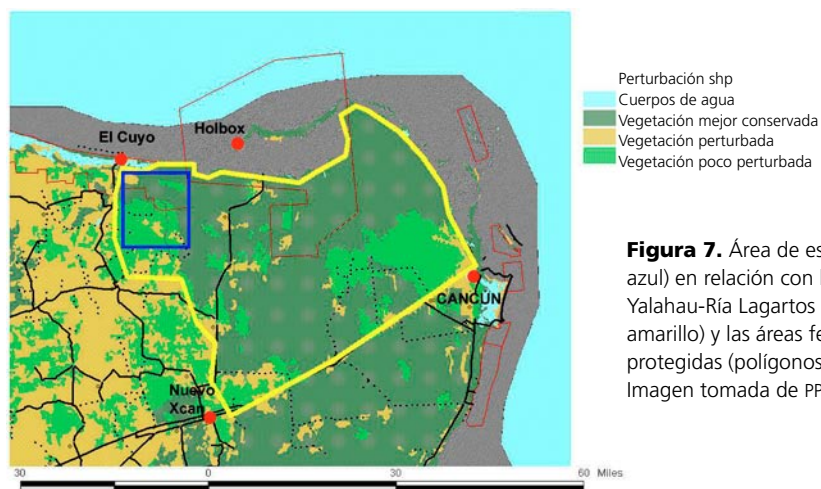 El Cuyo
Holbox
CANCÚN
Nuevo
Xcan
30 0 30 60 Miles
Perturbación shp
Cuerpos de agua
Vegetación mejor conservada
Vegetación perturbada
Vegetación poco perturbada
Figura 7. Área de es
azul) en relación con l
Yalahau-Ría Lagartos
amarillo) y las áreas fe
protegidas (polígonos
Imagen tomada de PP